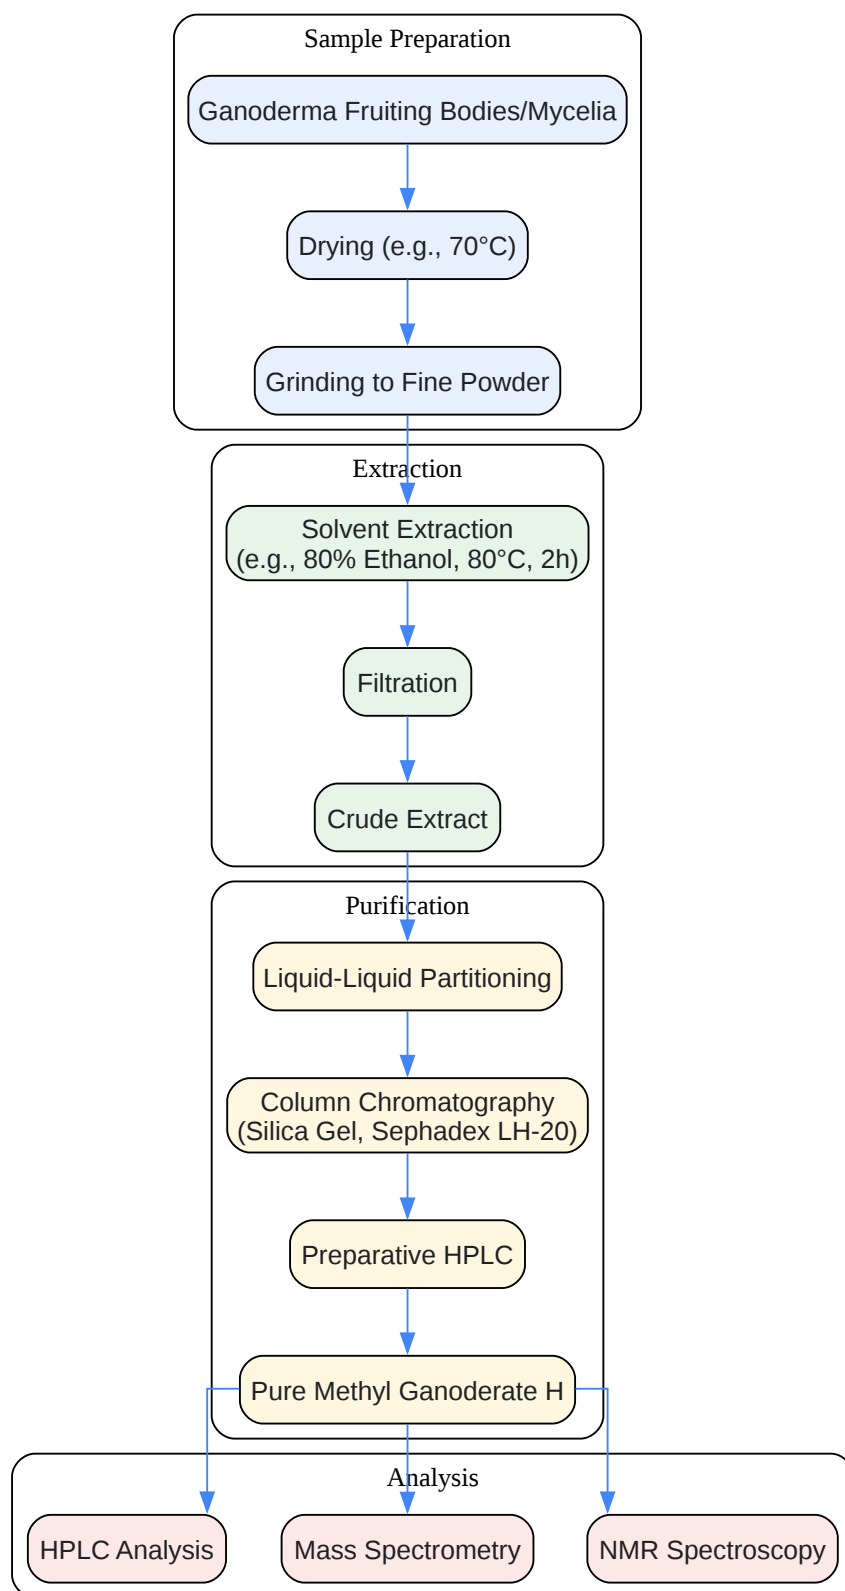 Sample Preparation
Ganoderma Fruiting Bodies/Mycelia
Drying (e.g., 70°C)
Grinding to Fine Powder
Extraction
Solvent Extraction
(e.g., 80% Ethanol, 80°C, 2h)
Filtration
Crude Extract
Purification
Liquid-Liquid Partitioning
Column Chromatography
(Silica Gel, Sephadex LH-20)
Preparative HPLC
Pure Methyl Ganoderate H
Analysis
HPLC Analysis
Mass Spectrometry
NMR Spectroscopy